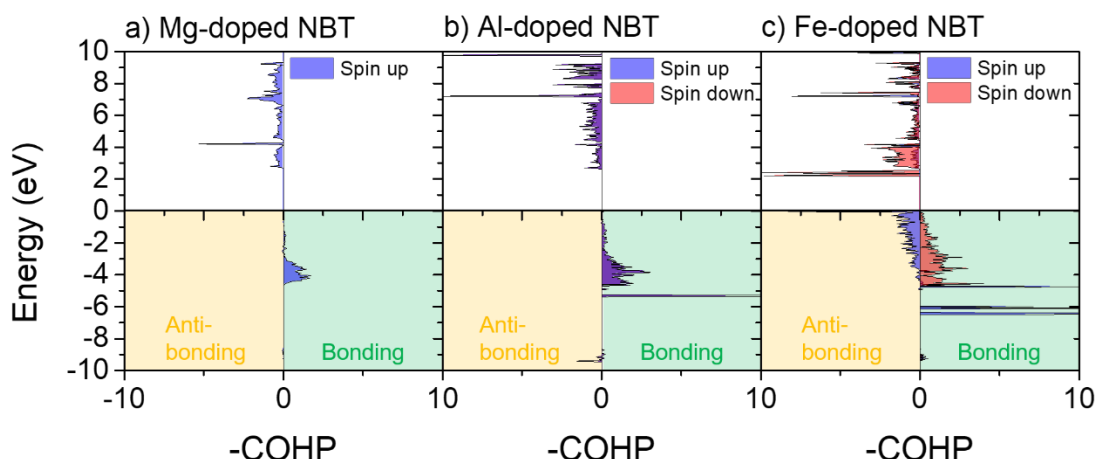 a) Mg-doped NBT b) Al-doped NBT c) Fe-doped NBT
Spin up
Spin up
Spin down
Spin up
Spin down
Energy (eV)
10
8
6
4
2
0
-2
-4
-6
-8
-10
Anti-
bonding
Bonding
Anti-
bonding
Bonding
Anti-
bonding
Bonding
-10 0 10 0 10 0 10
-COHP -COHP -COHP